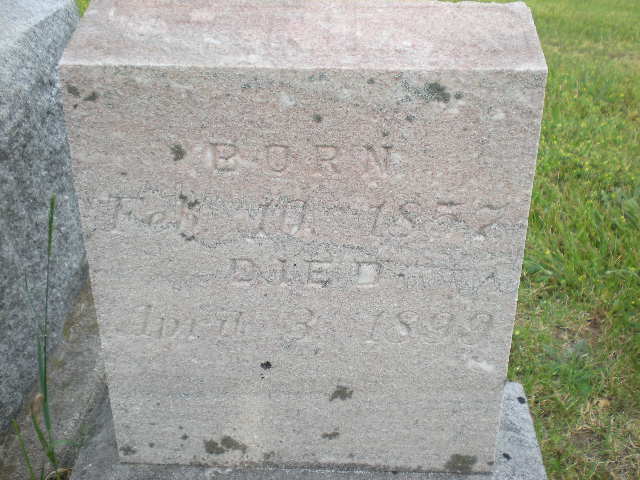 BORN
Feb. 10. 1857
DIED
April 3. 1899